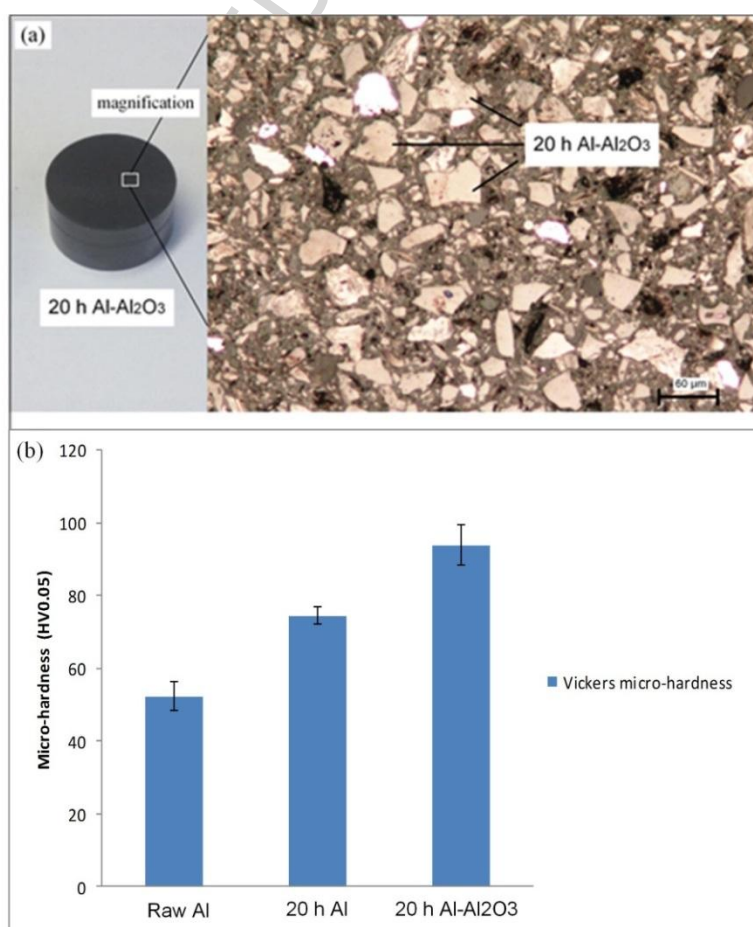 (a)
magnification
20 h Al-Al2O3
20 h Al-Al2O3
60 µm
(b)
120
100
80
60
40
20
0
Micro-hardness (HV0.05)
Raw Al
20 h Al
20 h Al-Al2O3
Vickers micro-hardness